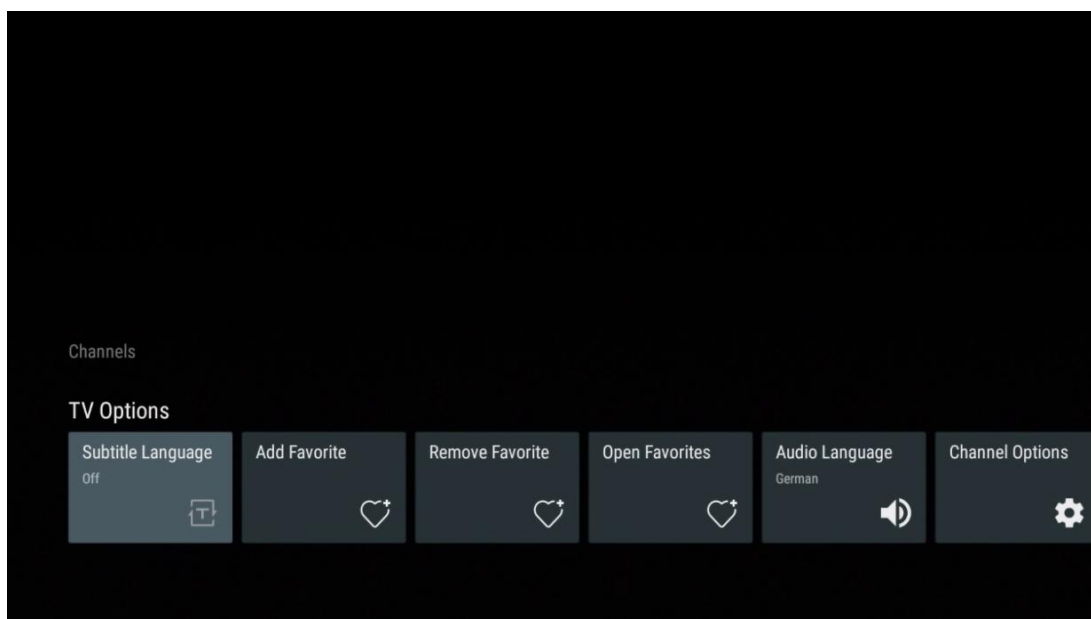 Channels
TV Options
Subtitle Language
Off
Add Favorite
Remove Favorite
Open Favorites
Audio Language
German
Channel Options